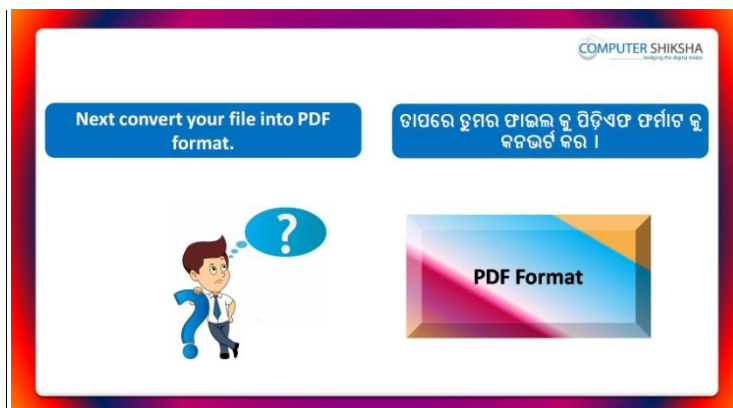 COMPUTER SHIKSHA
bridging the digital divide
Next convert your file into PDF
format.
ତାପରେ ତୁମର ଫାଇଲ କୁ ପିଡ଼ିଏଫ ଫର୍ମାଟ କୁ
କନଭର୍ଟ କର ।
?
PDF Format